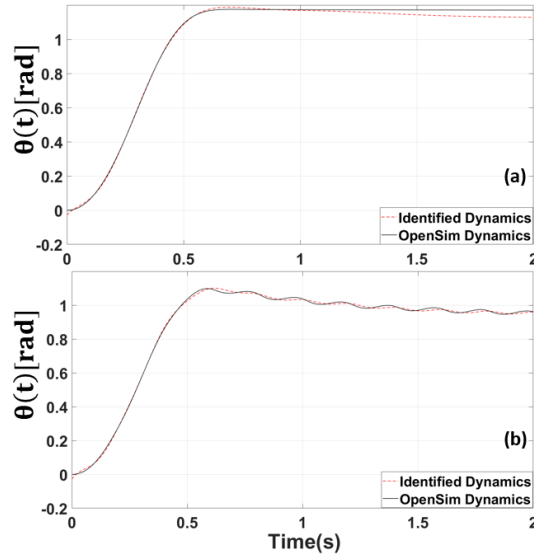 θ(t)[rad]
1
0.8
0.6
0.4
0.2
0
-0.2
0
0.5
1
1.5
2
(a)
Identified Dynamics
OpenSim Dynamics
θ(t)[rad]
1
0.8
0.6
0.4
0.2
0
-0.2
0
0.5
1
1.5
2
(b)
Identified Dynamics
OpenSim Dynamics
Time(s)